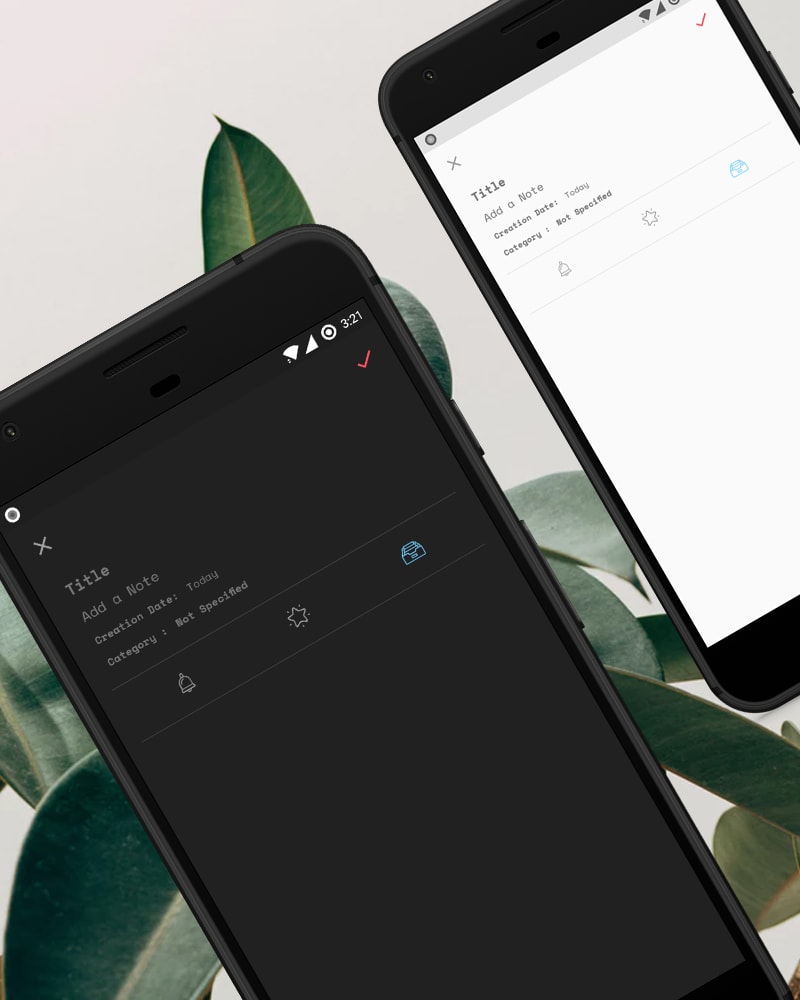 3:21
Title
Add a Note
Creation Date: Today
Category : Not Specified
Title
Add a Note
Creation Date: Today
Category : Not Specified